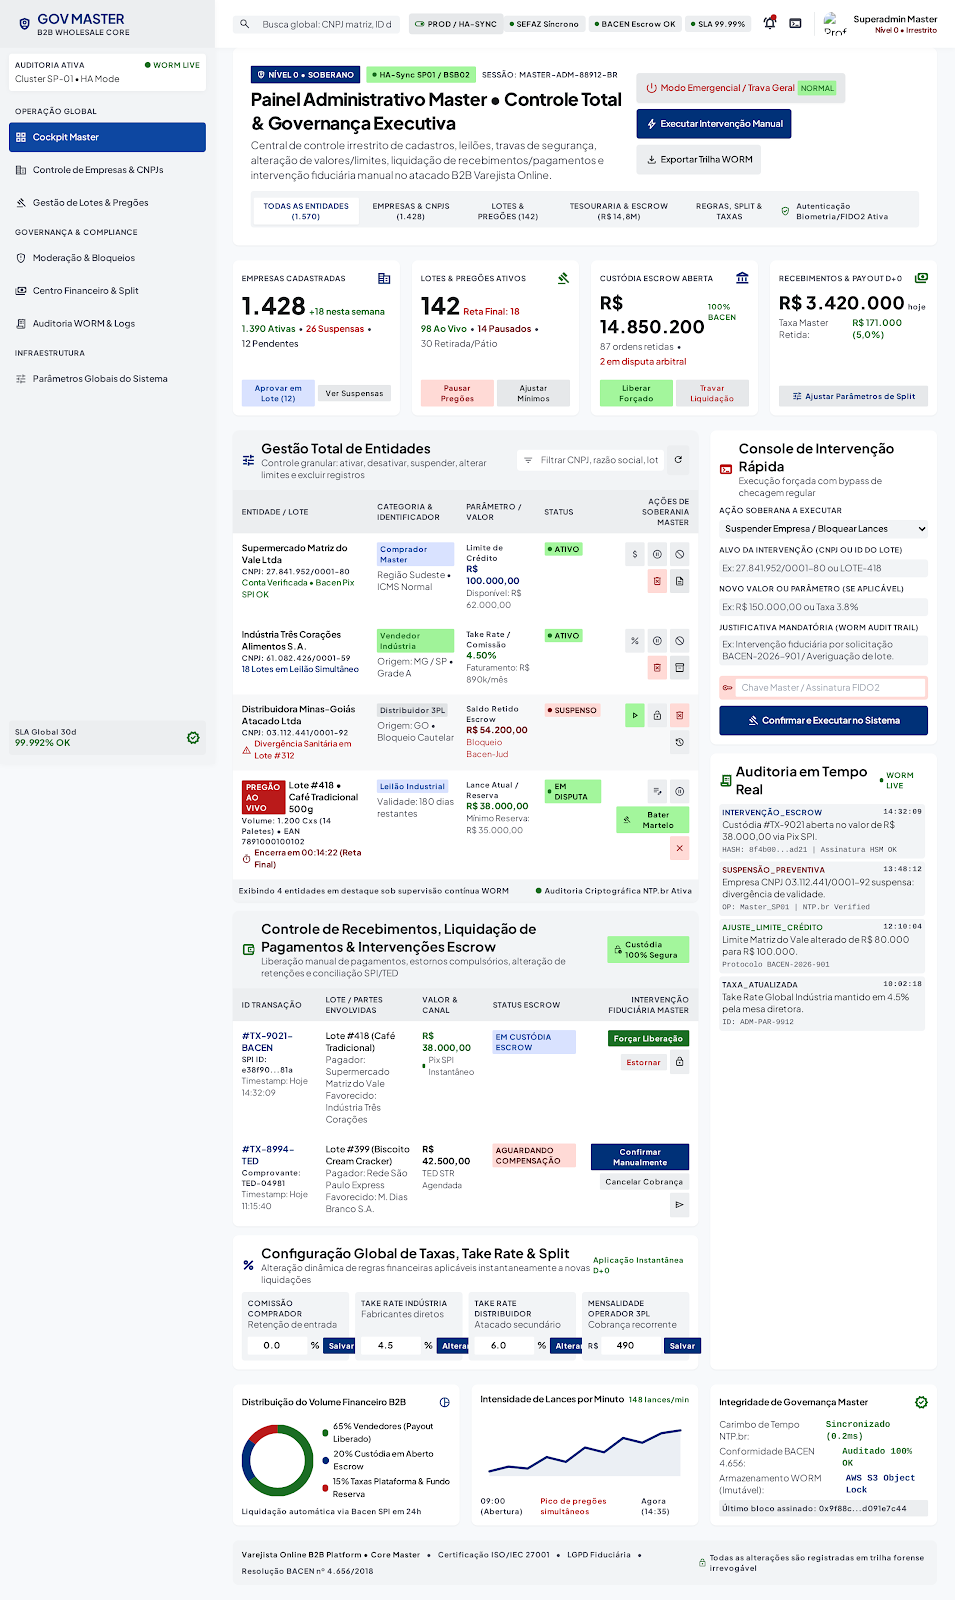 GOV MASTER
B2B WHOLESALE CORE
AUDITORIA ATIVA
WORM LIVE
Cluster SP-01 • HA Mode
OPERAÇÃO GLOBAL
Cockpit Master
Controle de Empresas & CNPJs
Gestão de Lotes & Pregões
GOVERNANÇA & COMPLIANCE
Moderação & Bloqueios
Centro Financeiro & Split
Auditoria WORM & Logs
INFRAESTRUTURA
Parâmetros Globais do Sistema
SLA Global 30d
99.992% OK
Busca global: CNPJ matriz, ID d
PROD / HA-SYNC
SEFAZ Síncrono
BACEN Escrow OK
SLA 99.99%
Superadmin Master
Nível 0 • Irrestrito
NÍVEL 0 • SOBERANO
HA-Sync SP01 / BSB02
SESSÃO: MASTER-ADM-88912-BR
Painel Administrativo Master • Controle Total
& Governança Executiva
Central de controle irrestrito de cadastros, leilões, travas de segurança,
alteração de valores/limites, liquidação de recebimentos/pagamentos e
intervenção fiduciária manual no atacado B2B Varejista Online.
Modo Emergencial / Trava Geral NORMAL
Executar Intervenção Manual
Exportar Trilha WORM
TODAS AS ENTIDADES
(1.570)
EMPRESAS & CNPJS
(1.428)
LOTES &
PREGÕES (142)
TESOURARIA & ESCROW
(R$ 14,8M)
REGRAS, SPLIT &
TAXAS
Autenticação
Biometria/FIDO2 Ativa
EMPRESAS CADASTRADAS
1.428 +18 nesta semana
1.390 Ativas • 26 Suspensas •
12 Pendentes
Aprovar em
Lote (12)
Ver Suspensas
LOTES & PREGÕES ATIVOS
142 Reta Final: 18
98 Ao Vivo • 14 Pausados •
30 Retirada/Pátio
Pausar
Pregões
Ajustar
Mínimos
CUSTÓDIA ESCROW ABERTA
R$
14.850.200
100%
BACEN
87 ordens retidas •
2 em disputa arbitral
Liberar
Forçado
Travar
Liquidação
RECEBIMENTOS & PAYOUT D+0
R$ 3.420.000 hoje
Taxa Master
Retida:
R$ 171.000
(5,0%)
Ajustar Parâmetros de Split
Gestão Total de Entidades
Controle granular: ativar, desativar, suspender, alterar
limites e excluir registros
Filtrar CNPJ, razão social, lot
ENTIDADE / LOTE
CATEGORIA &
IDENTIFICADOR
PARÂMETRO /
VALOR
STATUS
AÇÕES DE
SOBERANIA
MASTER
Supermercado Matriz do
Vale Ltda
CNPJ: 27.841.952/0001-80
Conta Verificada • Bacen Pix
SPI OK
Comprador
Master
Região Sudeste •
ICMS Normal
Limite de
Crédito
R$
100.000,00
Disponível: R$
62.000,00
ATIVO
$
Indústria Três Corações
Alimentos S.A.
CNPJ: 61.082.426/0001-59
18 Lotes em Leilão Simultâneo
Vendedor
Indústria
Origem: MG / SP •
Grade A
Take Rate /
Comissão
4.50%
Faturamento: R$
890k/mês
ATIVO
%
Distribuidora Minas-Goiás
Atacado Ltda
CNPJ: 03.112.441/0001-92
Divergência Sanitária em
Lote #312
Distribuidor 3PL
Origem: GO •
Bloqueio Cautelar
Saldo Retido
Escrow
R$ 54.200,00
Bloqueio
Bacen-Jud
SUSPENSO
PREGÃO
AO
VIVO
Lote #418 •
Café Tradicional
500g
Volume: 1.200 Cxs (14
Paletes) • EAN
7891000100102
Encerra em 00:14:22 (Reta
Final)
Leilão Industrial
Validade: 180 dias
restantes
Lance Atual /
Reserva
R$ 38.000,00
Mínimo Reserva:
R$ 35.000,00
EM
DISPUTA
Bater
Martelo
Exibindo 4 entidades em destaque sob supervisão contínua WORM
Auditoria Criptográfica NTP.br Ativa
Controle de Recebimentos, Liquidação de
Pagamentos & Intervenções Escrow
Liberação manual de pagamentos, estornos compulsórios, alteração de
retenções e conciliação SPI/TED
Custódia
100% Segura
ID TRANSAÇÃO
LOTE / PARTES
ENVOLVIDAS
VALOR &
CANAL
STATUS ESCROW
INTERVENÇÃO
FIDUCIÁRIA MASTER
#TX-9021-
BACEN
SPI ID:
e38f90...81a
Timestamp: Hoje
14:32:09
Lote #418 (Café
Tradicional)
Pagador:
Supermercado
Matriz do Vale
Favorecido:
Indústria Três
Corações
R$
38.000,00
Pix SPI
Instantâneo
EM CUSTÓDIA
ESCROW
Forçar Liberação
Estornar
#TX-8994-
TED
Comprovante:
TED-04981
Timestamp: Hoje
11:15:40
Lote #399 (Biscoito
Cream Cracker)
Pagador: Rede São
Paulo Express
Favorecido: M. Dias
Branco S.A.
R$
42.500,00
TED STR
Agendada
AGUARDANDO
COMPENSAÇÃO
Confirmar
Manualmente
Cancelar Cobrança
Configuração Global de Taxas, Take Rate & Split
Alteração dinâmica de regras financeiras aplicáveis instantaneamente a novas
liquidações
Aplicação Instantânea
D+0
COMISSÃO
COMPRADOR
Retenção de entrada
0.0 % Salvar
TAKE RATE INDÚSTRIA
Fabricantes diretos
4.5 % Alterar
TAKE RATE
DISTRIBUIDOR
Atacado secundário
6.0 % Alterar
MENSALIDADE
OPERADOR 3PL
Cobrança recorrente
R$ 490 Salvar
Console de Intervenção
Rápida
Execução forçada com bypass de
checagem regular
AÇÃO SOBERANA A EXECUTAR
Suspender Empresa / Bloquear Lances
ALVO DA INTERVENÇÃO (CNPJ OU ID DO LOTE)
Ex: 27.841.952/0001-80 ou LOTE-418
NOVO VALOR OU PARÂMETRO (SE APLICÁVEL)
Ex: R$ 150.000,00 ou Taxa 3.8%
JUSTIFICATIVA MANDATÓRIA (WORM AUDIT TRAIL)
Ex: Intervenção fiduciária por solicitação
BACEN-2026-901 / Averiguação de lote.
Chave Master / Assinatura FIDO2
Confirmar e Executar no Sistema
Auditoria em Tempo
Real
WORM
LIVE
INTERVENÇÃO_ESCROW 14:32:09
Custódia #TX-9021 aberta no valor de R$
38.000,00 via Pix SPI.
HASH: 8f4b00...ad21 | Assinatura HSM OK
SUSPENSÃO_PREVENTIVA 13:48:12
Empresa CNPJ 03.112.441/0001-92 suspensa:
divergência de validade.
OP: Master_SP01 | NTP.br Verified
AJUSTE_LIMITE_CRÉDITO 12:10:04
Limite Matriz do Vale alterado de R$ 80.000
para R$ 100.000.
Protocolo BACEN-2026-901
TAXA_ATUALIZADA 10:02:18
Take Rate Global Indústria mantido em 4.5%
pela mesa diretora.
ID: ADM-PAR-9912
Distribuição do Volume Financeiro B2B
65% Vendedores (Payout
Liberado)
20% Custódia em Aberto
Escrow
15% Taxas Plataforma & Fundo
Reserva
Liquidação automática via Bacen SPI em 24h
Intensidade de Lances por Minuto
148 lances/min
09:00
(Abertura)
Pico de pregões
simultâneos
Agora
(14:35)
Integridade de Governança Master
Carimbo de Tempo
NTP.br:
Sincronizado
(0.2ms)
Conformidade BACEN
4.656:
Auditado 100%
OK
Armazenamento WORM
(Imutável):
AWS S3 Object
Lock
Último bloco assinado: 0x9f88c...d091e7c44
Varejista Online B2B Platform • Core Master • Certificação ISO/IEC 27001 • LGPD Fiduciária •
Resolução BACEN nº 4.656/2018
Todas as alterações são registradas em trilha forense
irrevogável